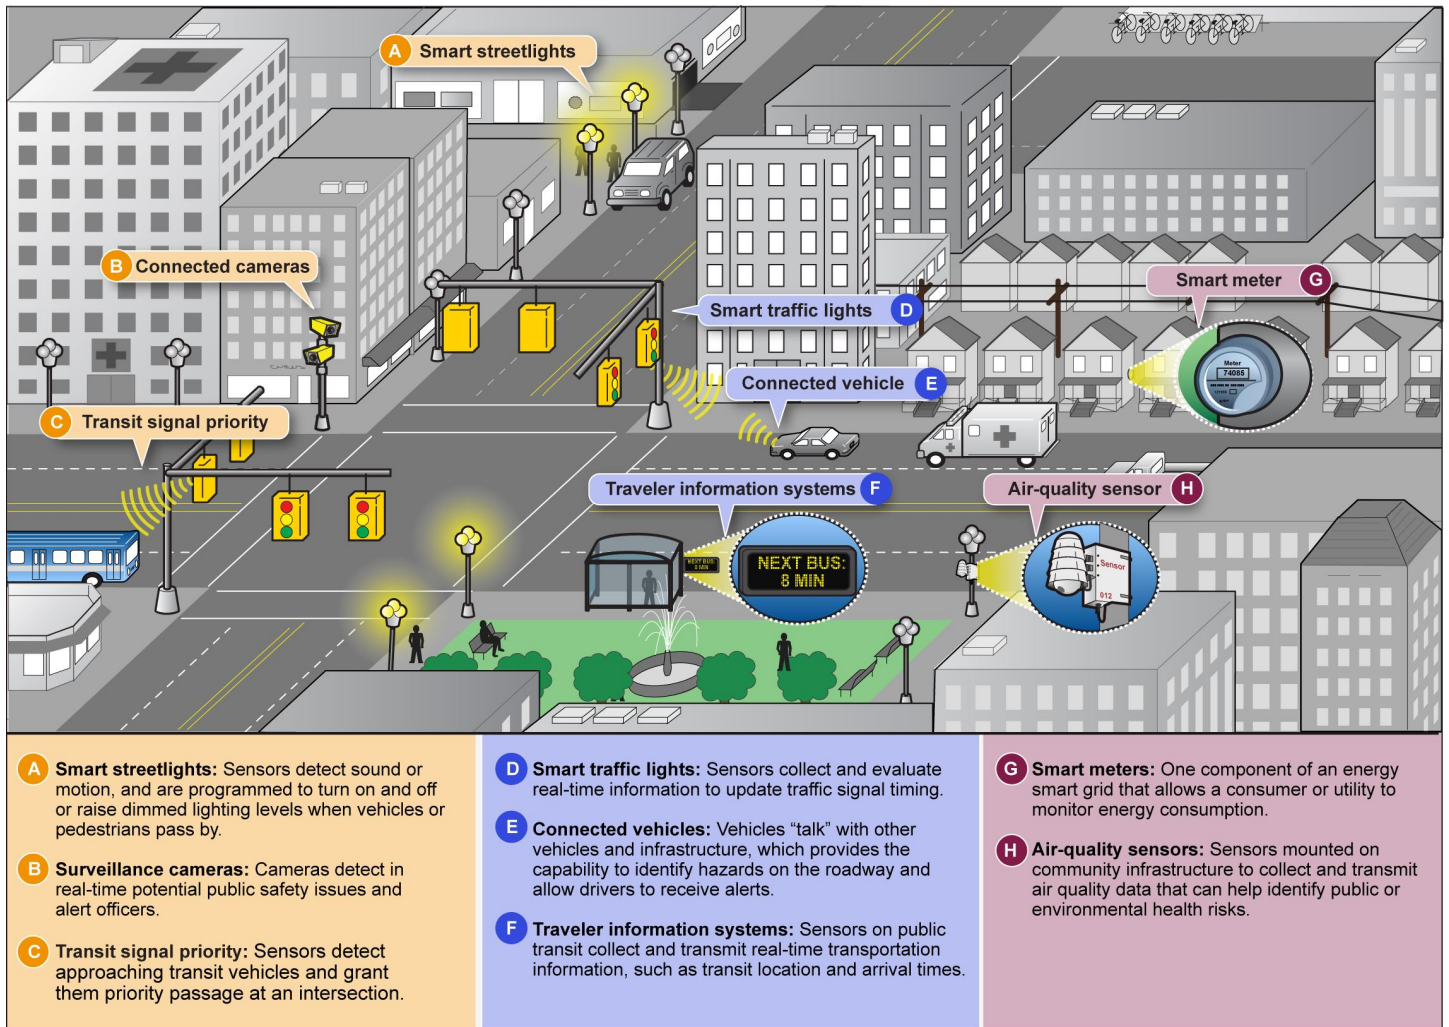 A Smart streetlights
B Connected cameras
Smart meter G
Smart traffic lights D
Meter
74085
Connected vehicle E
C Transit signal priority
Traveler information systems F
Air-quality sensor H
NEXT BUS:
8 MIN
NEXT BUS:
8 MIN
Sensor
012
A Smart streetlights: Sensors detect sound or
motion, and are programmed to turn on and off
or raise dimmed lighting levels when vehicles or
pedestrians pass by.
B Surveillance cameras: Cameras detect in
real-time potential public safety issues and
alert officers.
C Transit signal priority: Sensors detect
approaching transit vehicles and grant
them priority passage at an intersection.
D Smart traffic lights: Sensors collect and evaluate
real-time information to update traffic signal timing.
E Connected vehicles: Vehicles “talk” with other
vehicles and infrastructure, which provides the
capability to identify hazards on the roadway and
allow drivers to receive alerts.
F Traveler information systems: Sensors on public
transit collect and transmit real-time transportation
information, such as transit location and arrival times.
G Smart meters: One component of an energy
smart grid that allows a consumer or utility to
monitor energy consumption.
H Air-quality sensors: Sensors mounted on
community infrastructure to collect and transmit
air quality data that can help identify public or
environmental health risks.